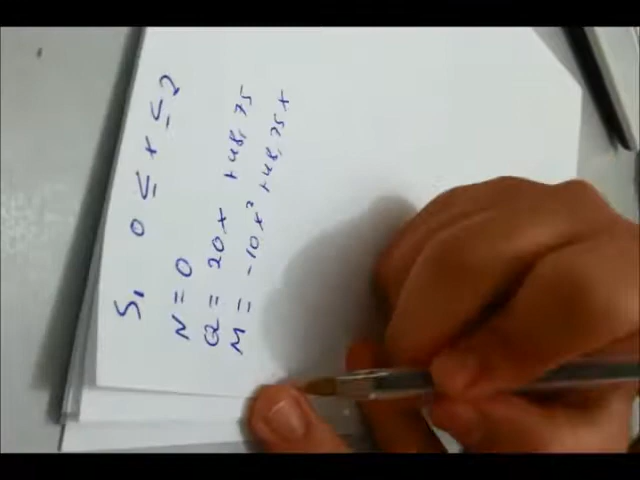 S₁ 0 ≤ x ≤ 2
N = 0
Q = 20x +48,75
M = -10x² +48,75x